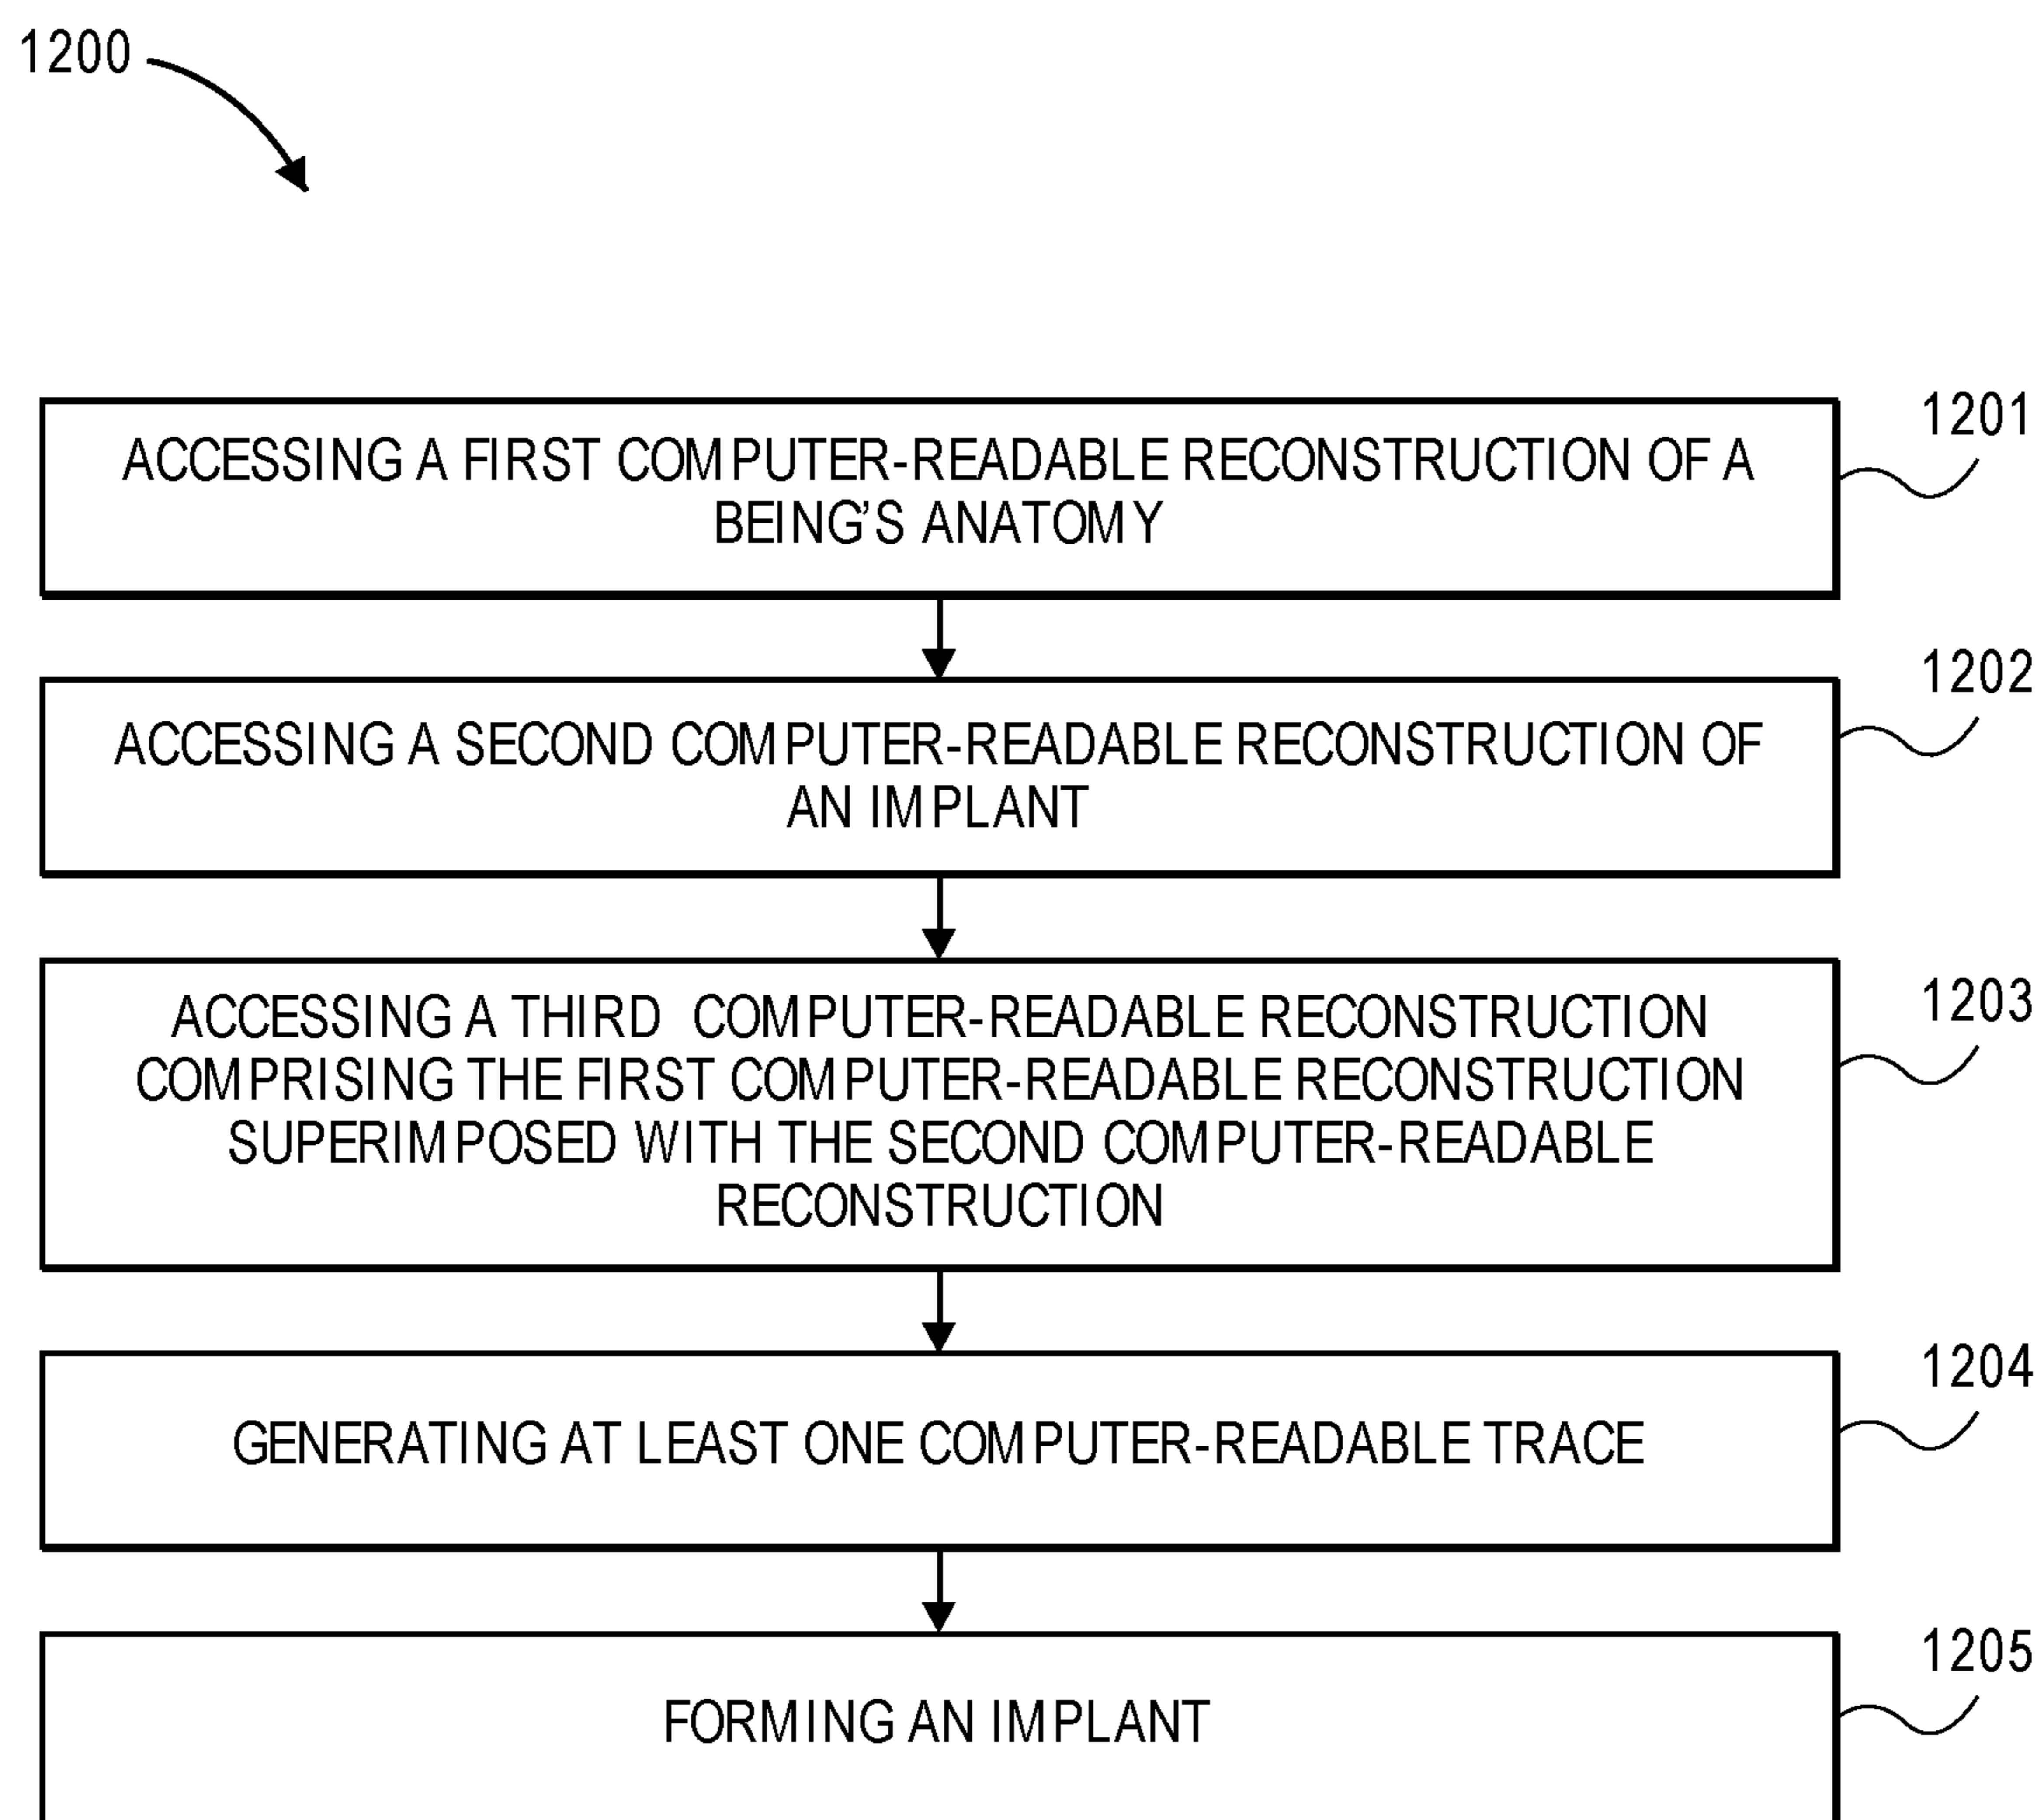 1200
1201
ACCESSING A FIRST COMPUTER-READABLE RECONSTRUCTION OF A
BEING’S ANATOMY
1202
ACCESSING A SECOND COMPUTER-READABLE RECONSTRUCTION OF
AN IMPLANT
1203
ACCESSING A THIRD COMPUTER-READABLE RECONSTRUCTION
COMPRISING THE FIRST COMPUTER-READABLE RECONSTRUCTION
SUPERIMPOSED WITH THE SECOND COMPUTER-READABLE
RECONSTRUCTION
1204
GENERATING AT LEAST ONE COMPUTER-READABLE TRACE
1205
FORMING AN IMPLANT